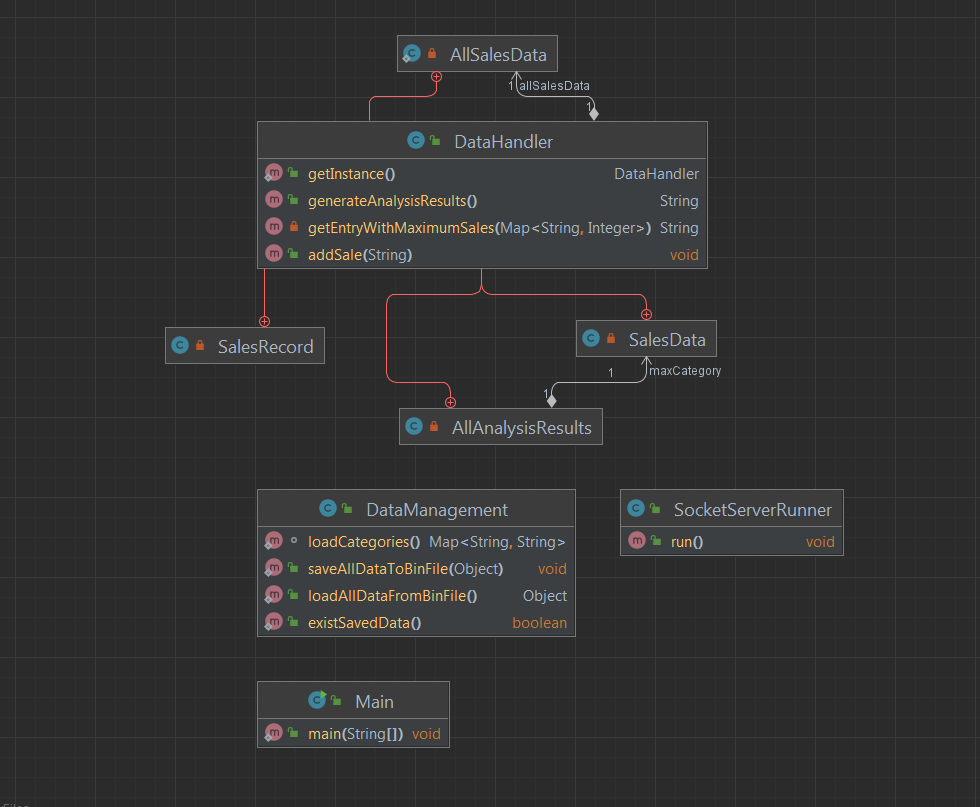 AllSalesData
1 allSalesData
1
DataHandler
getInstance() DataHandler
generateAnalysisResults() String
getEntryWithMaximumSales(Map<String, Integer>) String
addSale(String) void
SalesRecord
SalesData
1 maxCategory
1
AllAnalysisResults
DataManagement
loadCategories() Map<String, String>
saveAllDataToBinFile(Object) void
loadAllDataFromBinFile() Object
existSavedData() boolean
SocketServerRunner
run() void
Main
main(String[]) void